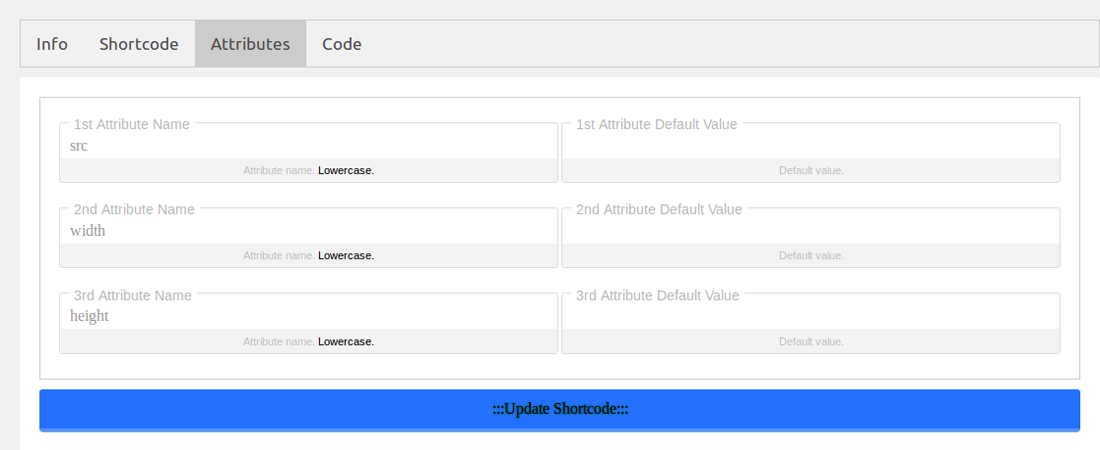 Info Shortcode Attributes Code
1st Attribute Name 1st Attribute Default Value
src
Attribute name. Lowercase. Default value.
2nd Attribute Name 2nd Attribute Default Value
width
Attribute name. Lowercase. Default value.
3rd Attribute Name 3rd Attribute Default Value
height
Attribute name. Lowercase. Default value.
:::Update Shortcode:::